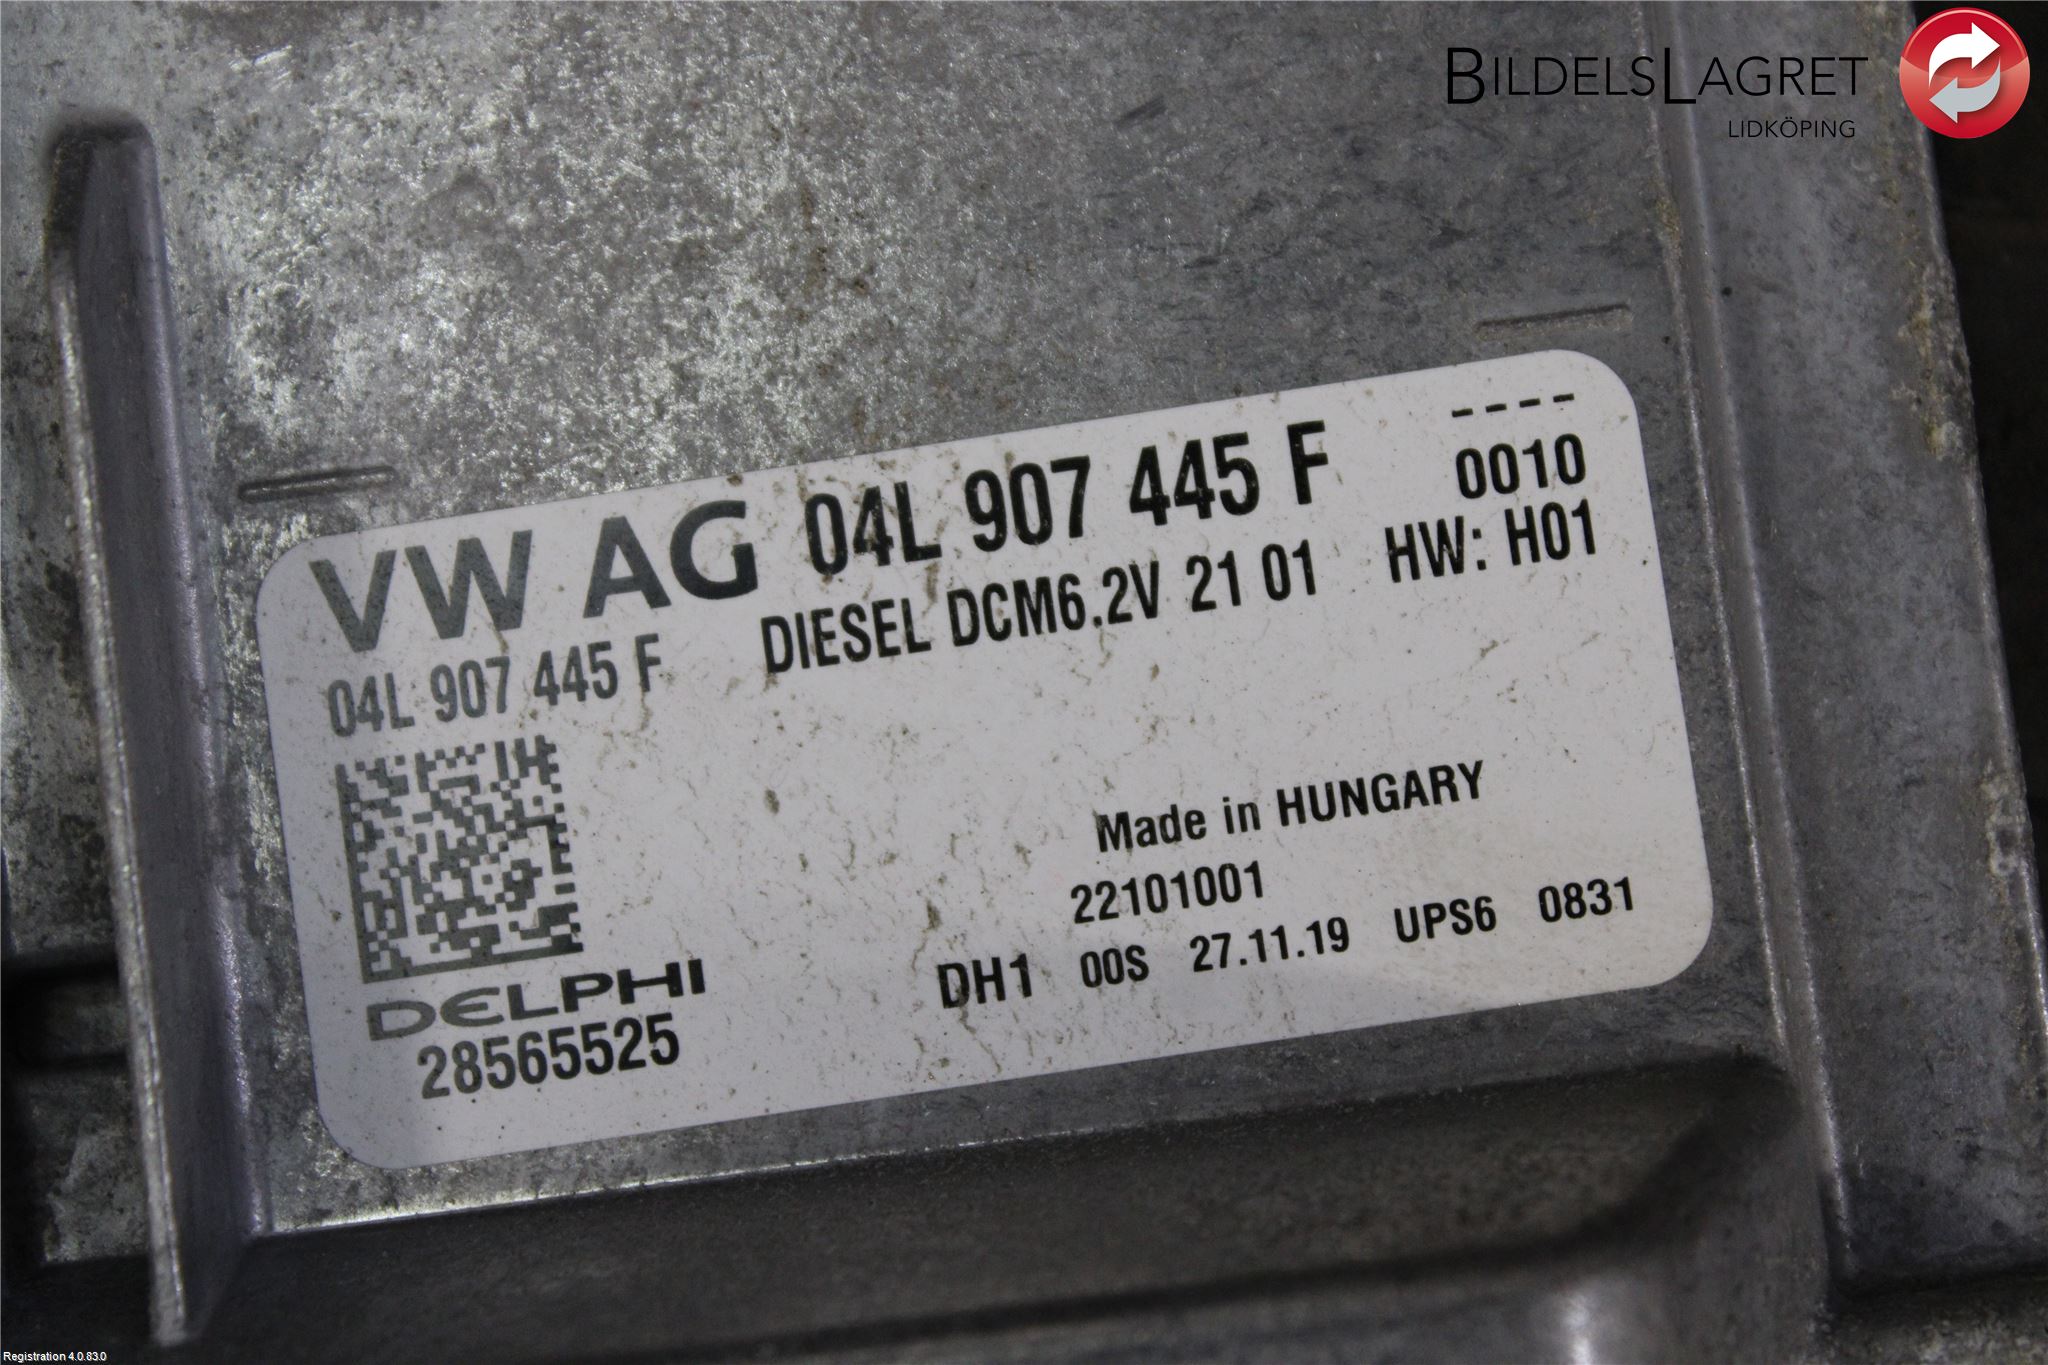 BILDELSLAGRET
LIDKÖPING
----
VW AG 04L 907 445 F 0010
04L 907 445 F DIESEL DCM6.2V 21 01 HW: H01
Made in HUNGARY
22101001
DELPHI DH1 00S 27.11.19 UPS6 0831
28565525
Registration 4.0.83.0